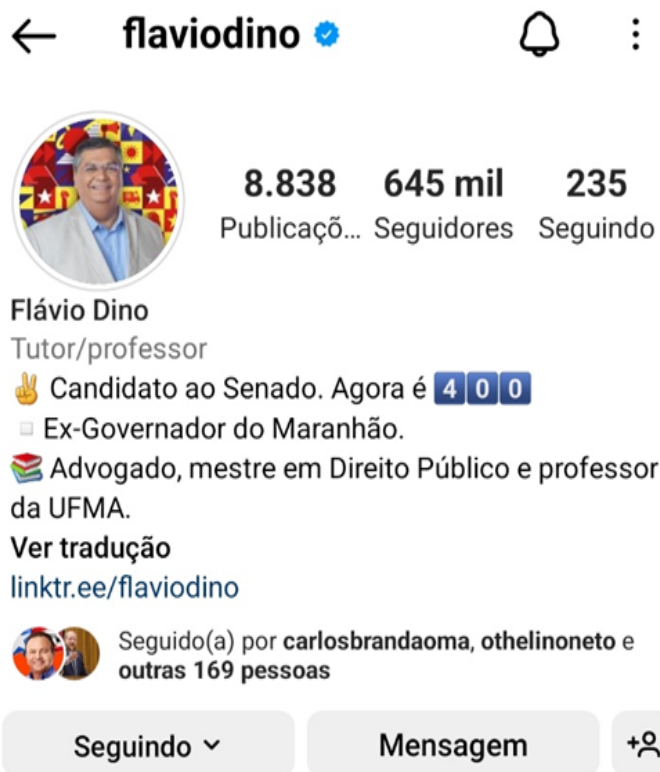 flaviodino
8.838 645 mil 235
Publicaçõ... Seguidores Seguindo
Flávio Dino
Tutor/professor
✌️ Candidato ao Senado. Agora é 4️⃣0️⃣0️⃣
▫️ Ex-Governador do Maranhão.
📚 Advogado, mestre em Direito Público e professor
da UFMA.
Ver tradução
linktr.ee/flaviodino
Seguido(a) por carlosbrandaoma, othelinoneto e
outras 169 pessoas
Seguindo Mensagem